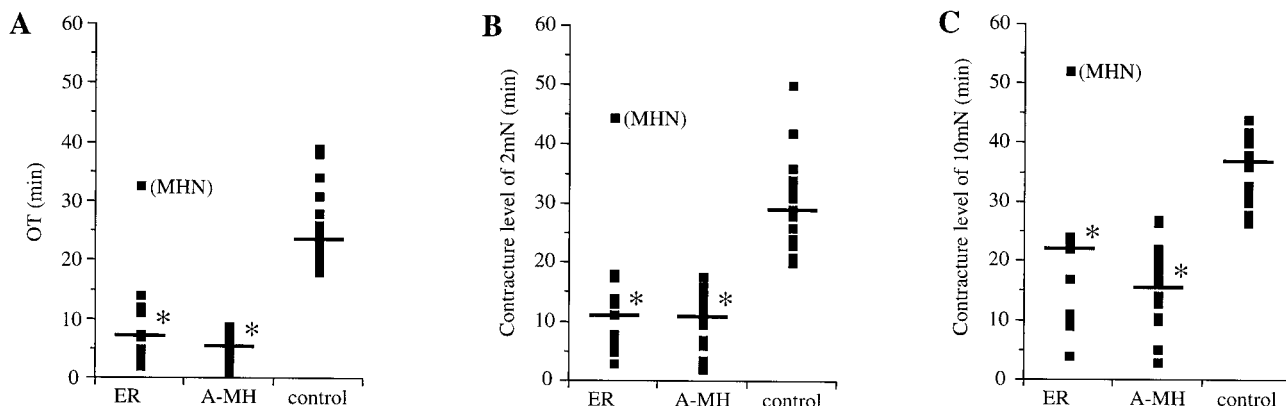 A
OT (min)
60
50
40
30
20
10
0
(MHN)
*
*
ER
A-MH
control
B
Contracture level of 2mN (min)
60
50
40
30
20
10
0
(MHN)
*
*
ER
A-MH
control
C
Contracture level of 10mN (min)
60
50
40
30
20
10
0
(MHN)
*
*
ER
A-MH
control